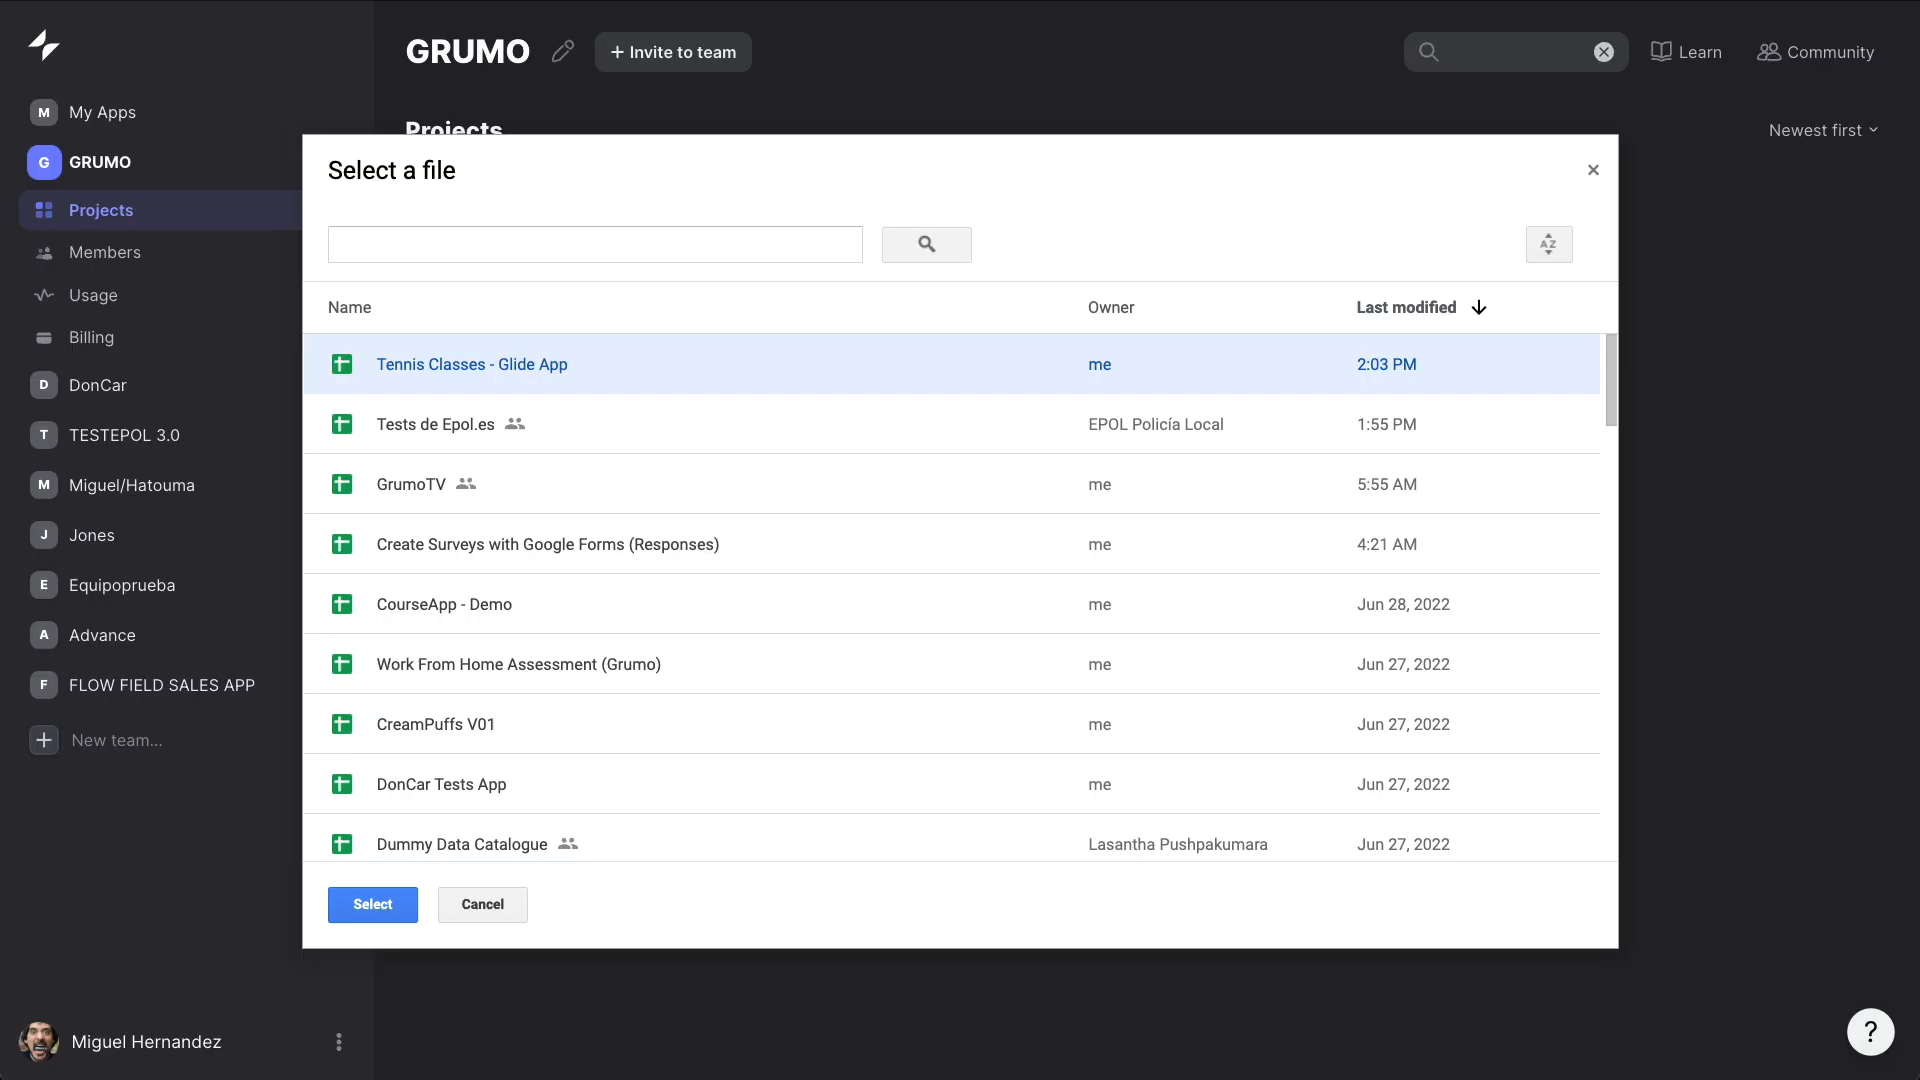 GRUMO
+ Invite to team
Learn
Community
M My Apps
G GRUMO
Projects
Members
Usage
Billing
D DonCar
T TESTEPOL 3.0
M Miguel/Hatouma
J Jones
E Equipoprueba
A Advance
F FLOW FIELD SALES APP
+ New team...
Miguel Hernandez
Projects
Newest first
Select a file
×
AZ
Name Owner Last modified
Tennis Classes - Glide App me 2:03 PM
Tests de Epol.es EPOL Policía Local 1:55 PM
GrumoTV me 5:55 AM
Create Surveys with Google Forms (Responses) me 4:21 AM
CourseApp - Demo me Jun 28, 2022
Work From Home Assessment (Grumo) me Jun 27, 2022
CreamPuffs V01 me Jun 27, 2022
DonCar Tests App me Jun 27, 2022
Dummy Data Catalogue Lasantha Pushpakumara Jun 27, 2022
Select Cancel
?